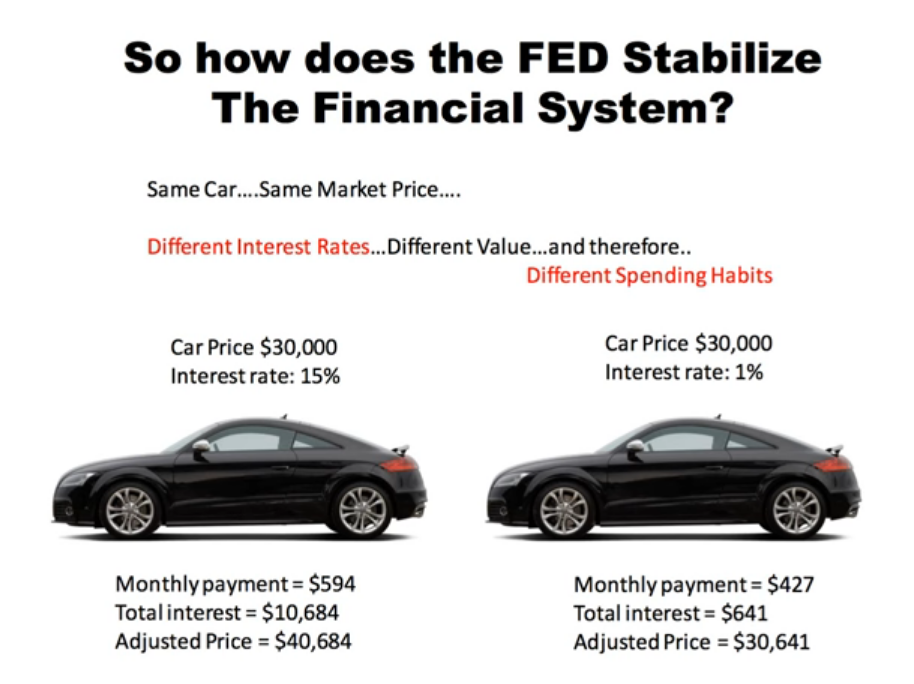 So how does the FED Stabilize
The Financial System?
Same Car....Same Market Price....
Different Interest Rates...Different Value...and therefore..
Different Spending Habits
Car Price $30,000
Interest rate: 15%
Car Price $30,000
Interest rate: 1%
Monthly payment = $594
Total interest = $10,684
Adjusted Price = $40,684
Monthly payment = $427
Total interest = $641
Adjusted Price = $30,641